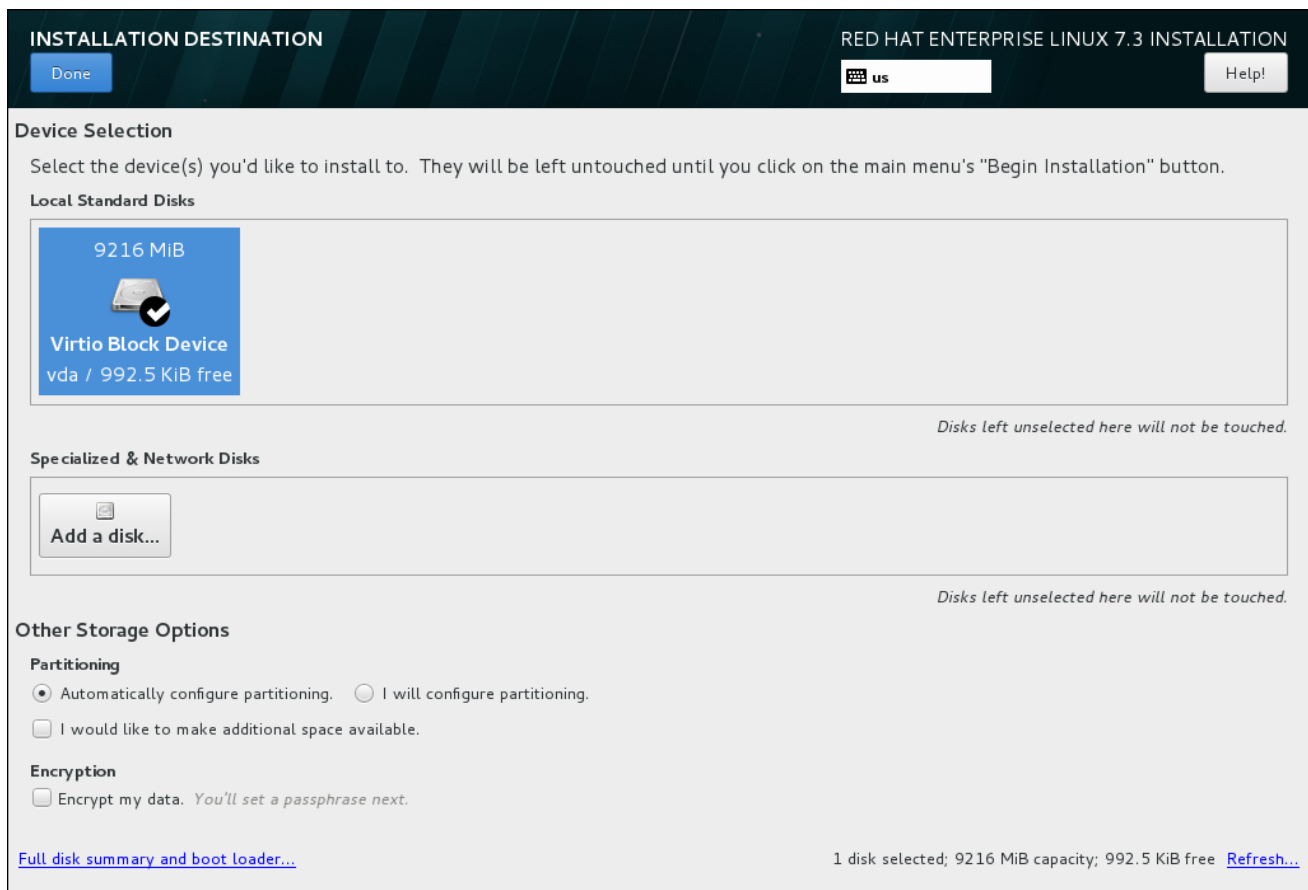 INSTALLATION DESTINATION
RED HAT ENTERPRISE LINUX 7.3 INSTALLATION
Done
us
Help!
Device Selection
Select the device(s) you'd like to install to. They will be left untouched until you click on the main menu's "Begin Installation" button.
Local Standard Disks
9216 MiB
Virtio Block Device
vda / 992.5 KiB free
Disks left unselected here will not be touched.
Specialized & Network Disks
Add a disk...
Disks left unselected here will not be touched.
Other Storage Options
Partitioning
Automatically configure partitioning. I will configure partitioning.
I would like to make additional space available.
Encryption
Encrypt my data. You'll set a passphrase next.
Full disk summary and boot loader... 1 disk selected; 9216 MiB capacity; 992.5 KiB free Refresh...